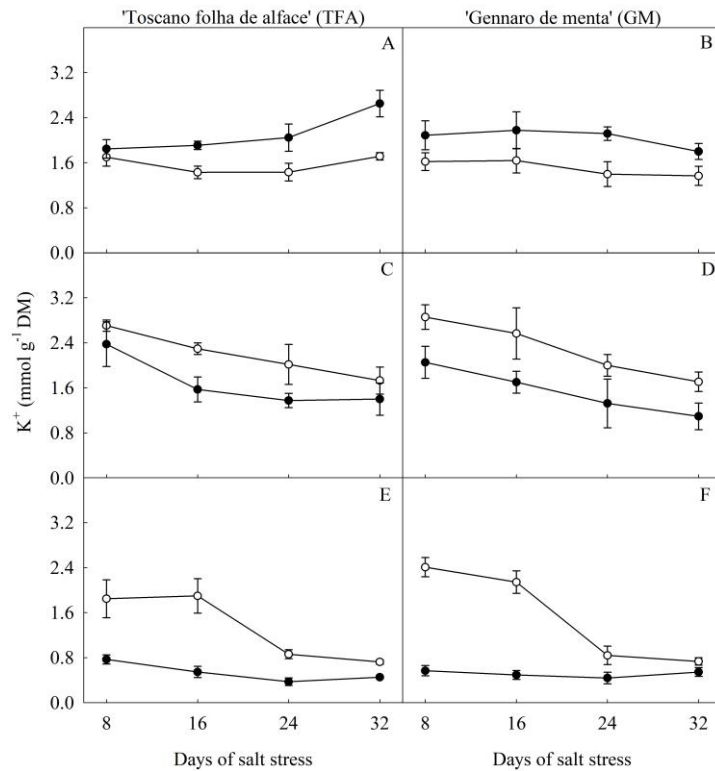 'Toscano folha de alface' (TFA) 'Gennaro de menta' (GM)
A B
3.2
2.4
1.6
0.8
0.0
C D
3.2
2.4
1.6
0.8
0.0
E F
3.2
2.4
1.6
0.8
0.0
K⁺ (mmol g⁻¹ DM)
8 16 24 32 8 16 24 32
Days of salt stress Days of salt stress